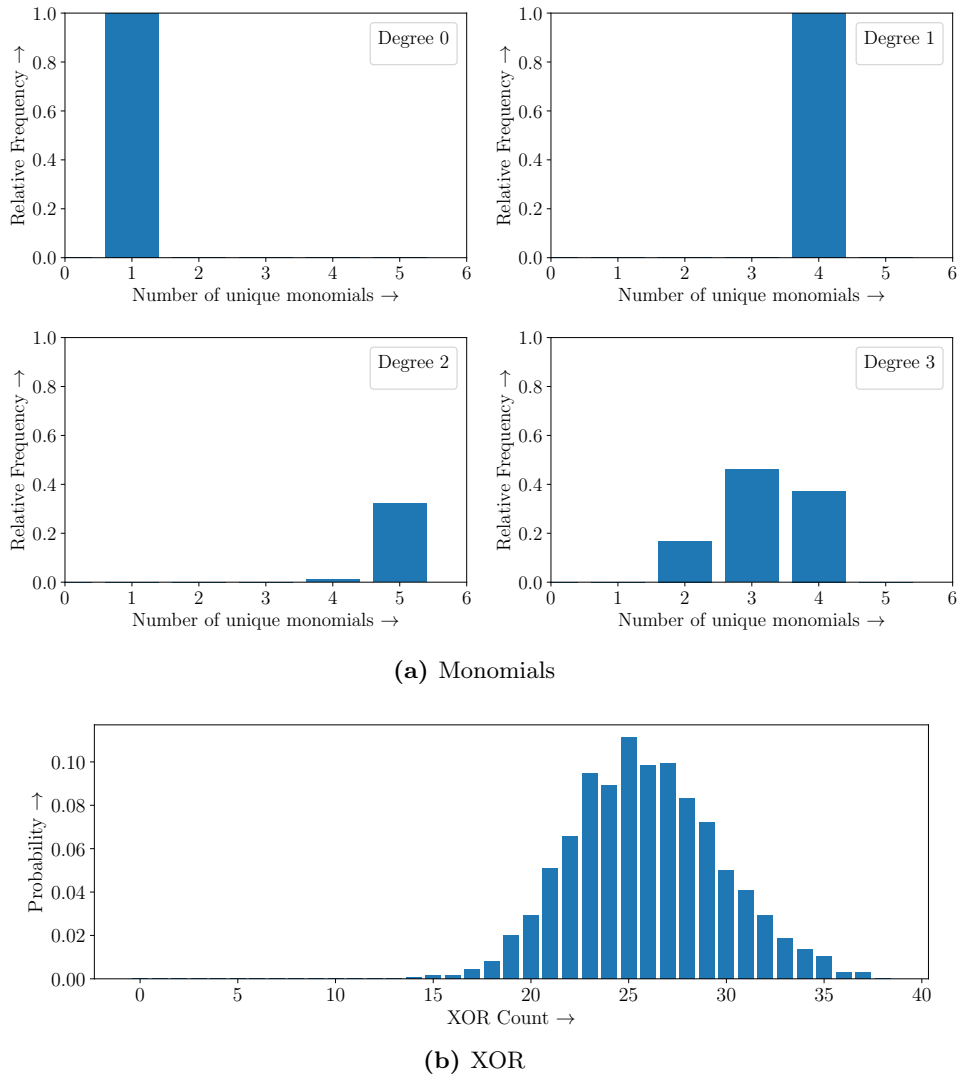 1.0
0.8
0.6
0.4
0.2
0.0
Relative Frequency →
Degree 0
0 1 2 3 4 5 6
Number of unique monomials →
1.0
0.8
0.6
0.4
0.2
0.0
Relative Frequency →
Degree 1
0 1 2 3 4 5 6
Number of unique monomials →
1.0
0.8
0.6
0.4
0.2
0.0
Relative Frequency →
Degree 2
0 1 2 3 4 5 6
Number of unique monomials →
1.0
0.8
0.6
0.4
0.2
0.0
Relative Frequency →
Degree 3
0 1 2 3 4 5 6
Number of unique monomials →
(a) Monomials
0.10
0.08
0.06
0.04
0.02
0.00
Probability →
0 5 10 15 20 25 30 35 40
XOR Count →
(b) XOR